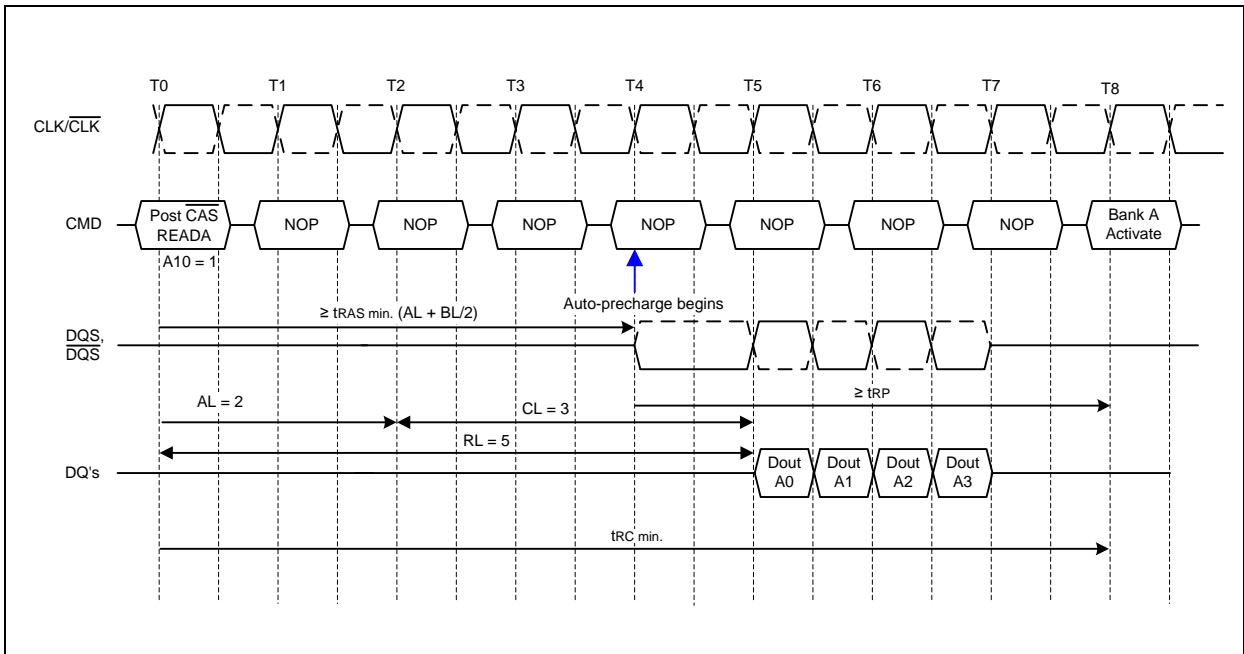 T0 T1 T2 T3 T4 T5 T6 T7 T8
CLK/CLK
CMD
Post CAS
READA
NOP NOP NOP NOP NOP NOP NOP
Bank A
Activate
A10 = 1
Auto-precharge begins
≥ tRAS min. (AL + BL/2)
DQS,
DQS
≥ tRP
AL = 2
CL = 3
RL = 5
DQ's
Dout
A0
Dout
A1
Dout
A2
Dout
A3
tRC min.